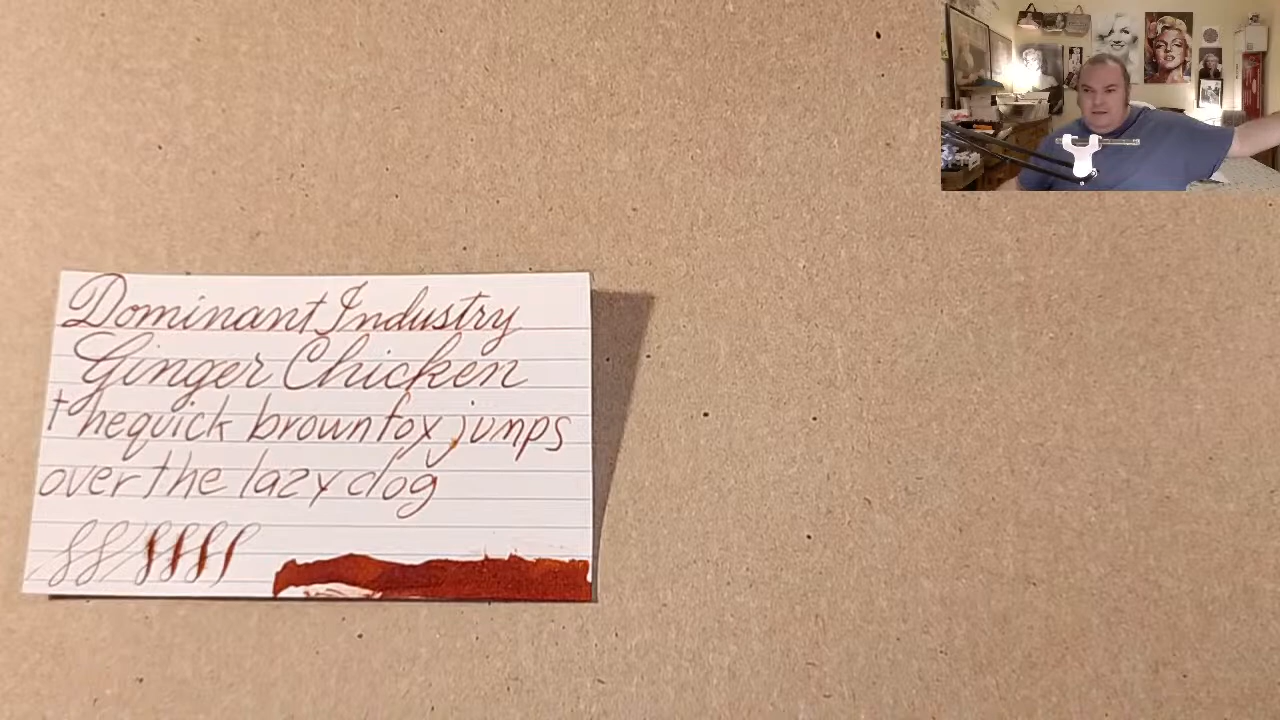 Dominant Industry
Ginger Chicken
the quick brown fox jumps
over the lazy dog